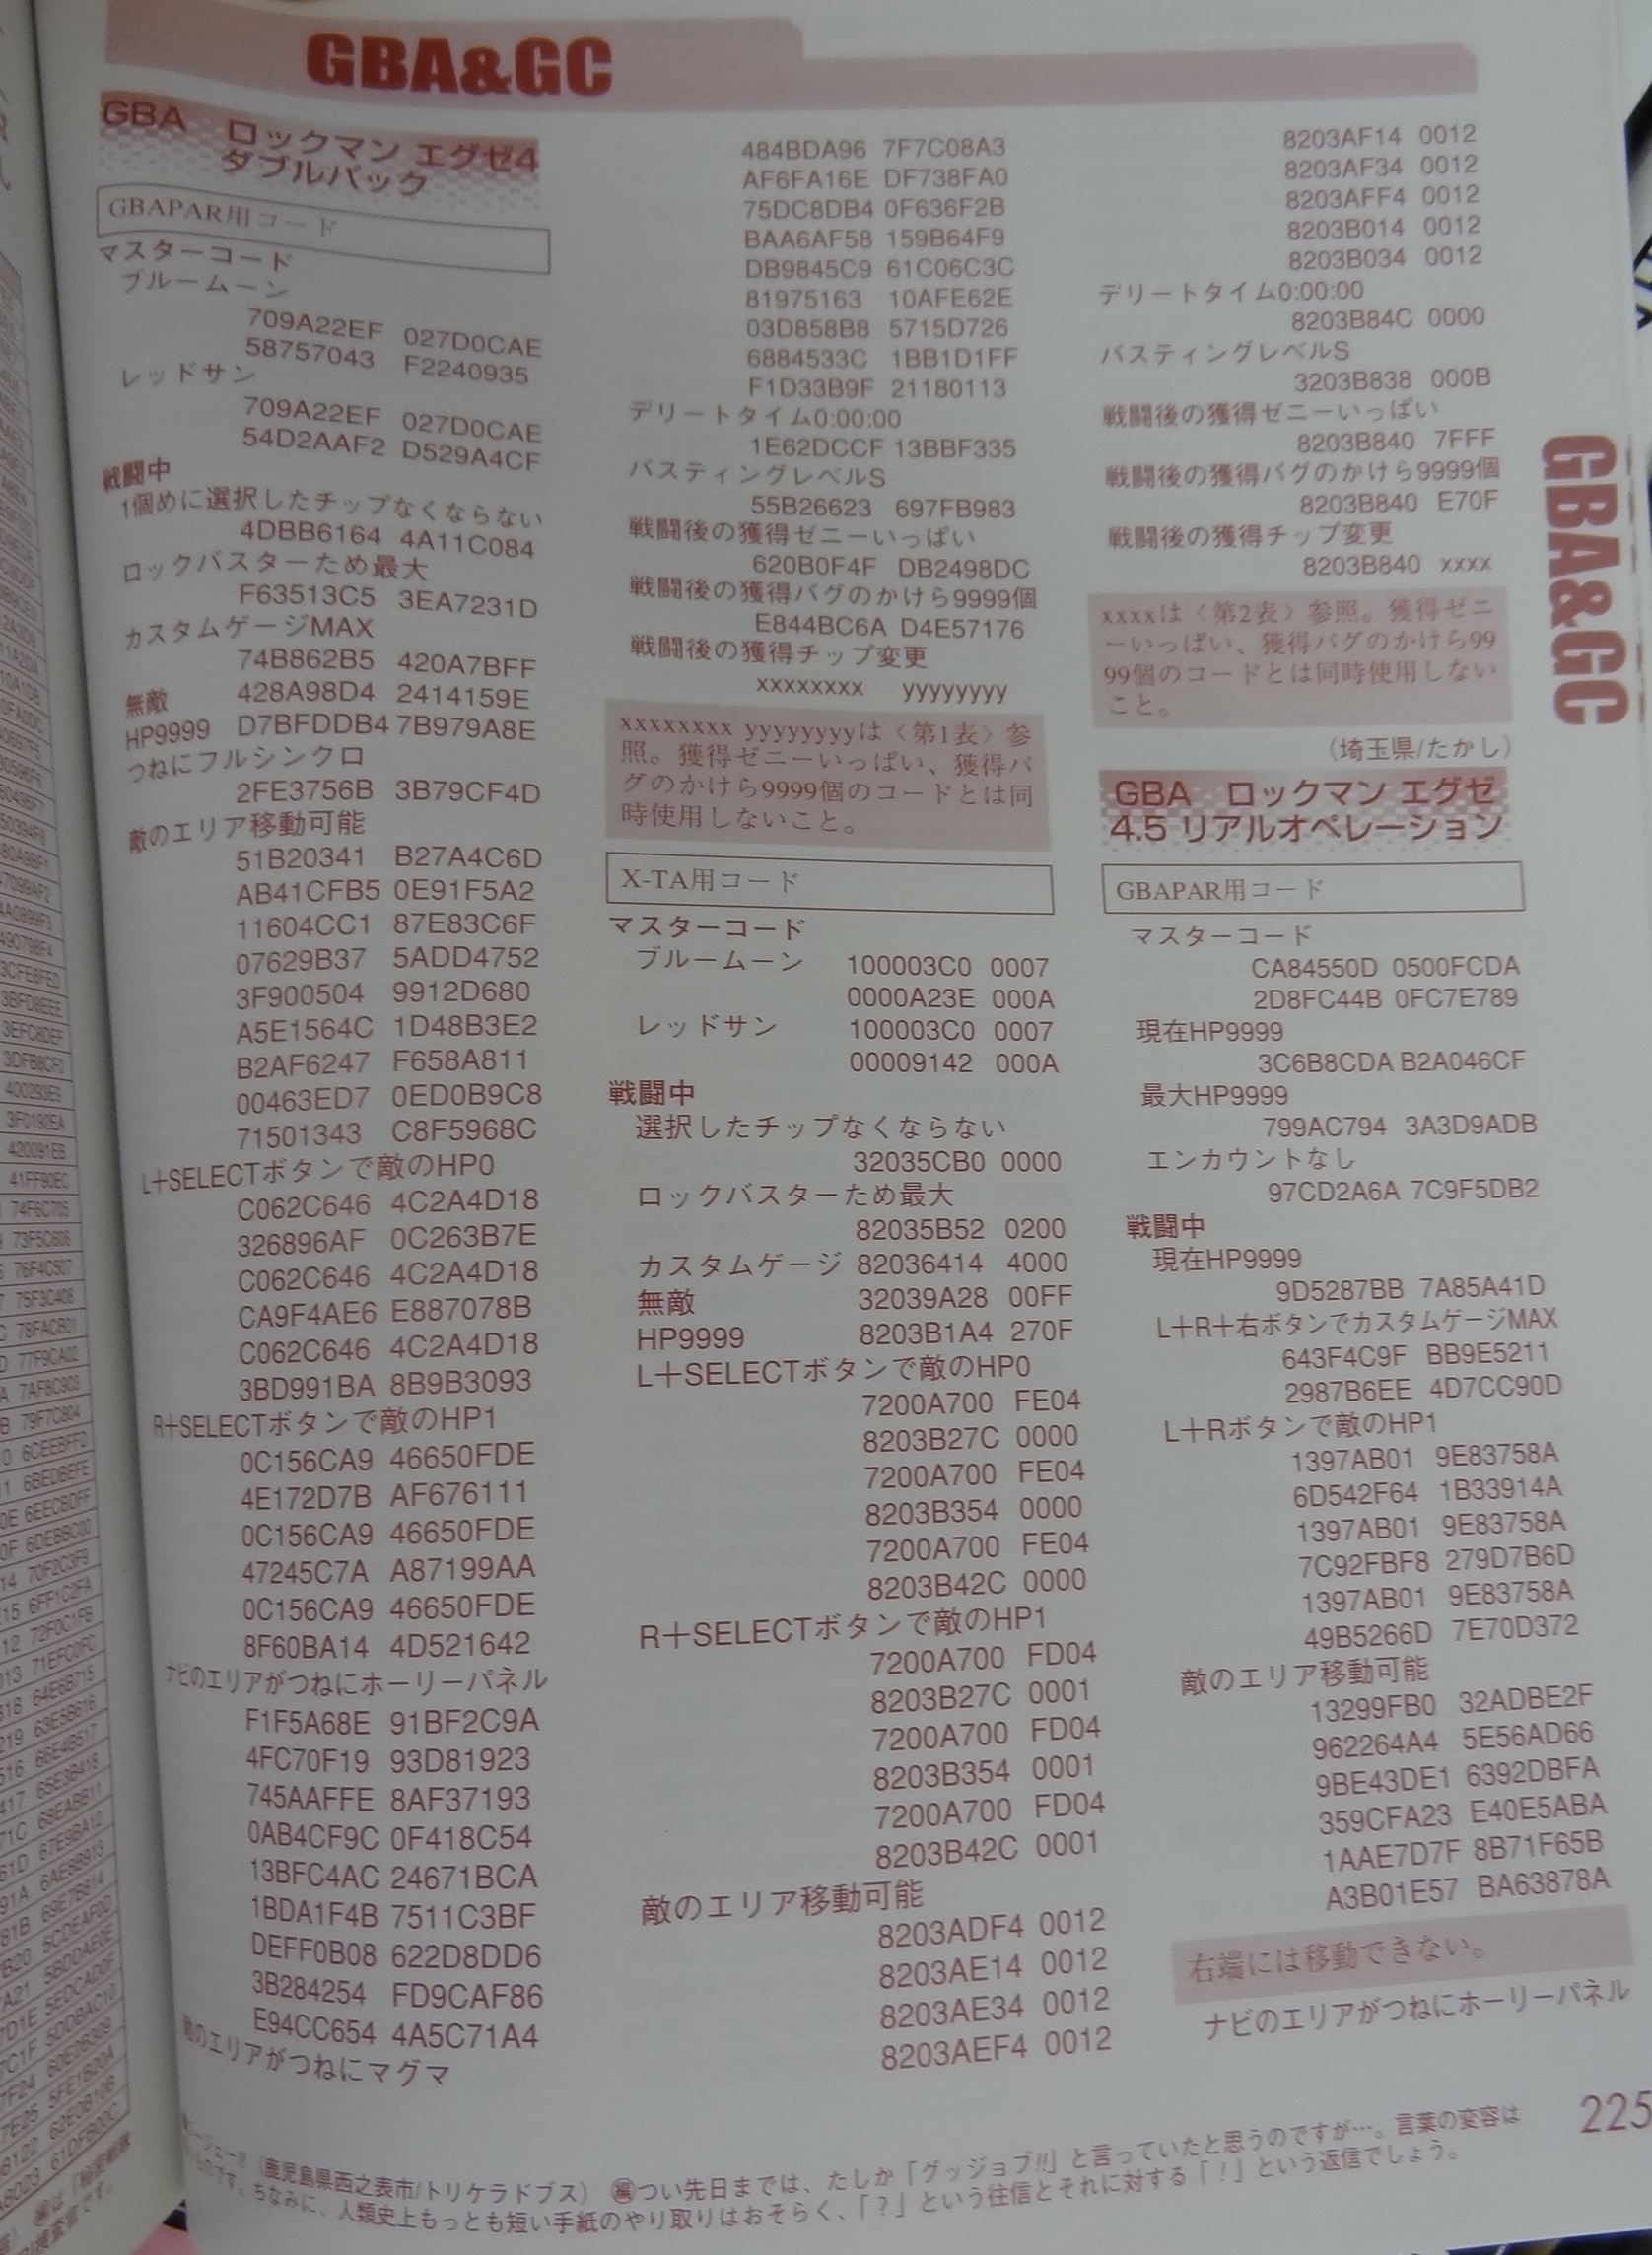 GBA&GC
GBA ロックマン エグゼ4
ダブルパック
GBAPAR用コード
マスターコード
ブルームーン
709A22EF 027D0CAE
58757043 F2240935
レッドサン
709A22EF 027D0CAE
54D2AAF2 D529A4CF
戦闘中
1個めに選択したチップなくならない
4DBB6164 4A11C084
ロックバスターため最大
F63513C5 3EA7231D
カスタムゲージMAX
74B862B5 420A7BFF
無敵 428A98D4 2414159E
HP9999 D7BFDDB4 7B979A8E
つねにフルシンクロ
2FE3756B 3B79CF4D
敵のエリア移動可能
51B20341 B27A4C6D
AB41CFB5 0E91F5A2
11604CC1 87E83C6F
07629B37 5ADD4752
3F900504 9912D680
A5E1564C 1D48B3E2
B2AF6247 F658A811
00463ED7 0ED0B9C8
71501343 C8F5968C
L+SELECTボタンで敵のHP0
C062C646 4C2A4D18
326896AF 0C263B7E
C062C646 4C2A4D18
CA9F4AE6 E887078B
C062C646 4C2A4D18
3BD991BA 8B9B3093
R+SELECTボタンで敵のHP1
0C156CA9 46650FDE
4E172D7B AF676111
0C156CA9 46650FDE
47245C7A A87199AA
0C156CA9 46650FDE
8F60BA14 4D521642
ナビのエリアがつねにホーリーパネル
F1F5A68E 91BF2C9A
4FC70F19 93D81923
745AAFFE 8AF37193
0AB4CF9C 0F418C54
13BFC4AC 24671BCA
1BDA1F4B 7511C3BF
DEFF0B08 622D8DD6
3B284254 FD9CAF86
E94CC654 4A5C71A4
敵のエリアがつねにマグマ
484BDA96 7F7C08A3
AF6FA16E DF738FA0
75DC8DB4 0F636F2B
BAA6AF58 159B64F9
DB9845C9 61C06C3C
81975163 10AFE62E
03D858B8 5715D726
6884533C 1BB1D1FF
F1D33B9F 21180113
デリートタイム0:00:00
1E62DCCF 13BBF335
バスティングレベルS
55B26623 697FB983
戦闘後の獲得ゼニーいっぱい
620B0F4F DB2498DC
戦闘後の獲得バグのかけら9999個
E844BC6A D4E57176
戦闘後の獲得チップ変更
xxxxxxxx yyyyyyyy
xxxxxxxx yyyyyyyyは〈第1表〉参
照。獲得ゼニーいっぱい、獲得バ
グのかけら9999個のコードとは同
時使用しないこと。
X-TA用コード
マスターコード
ブルームーン 100003C0 0007
0000A23E 000A
レッドサン 100003C0 0007
00009142 000A
戦闘中
選択したチップなくならない
32035CB0 0000
ロックバスターため最大
82035B52 0200
カスタムゲージ 82036414 4000
無敵 32039A28 00FF
HP9999 8203B1A4 270F
L+SELECTボタンで敵のHP0
7200A700 FE04
8203B27C 0000
7200A700 FE04
8203B354 0000
7200A700 FE04
8203B42C 0000
R+SELECTボタンで敵のHP1
7200A700 FD04
8203B27C 0001
7200A700 FD04
8203B354 0001
7200A700 FD04
8203B42C 0001
敵のエリア移動可能
8203ADF4 0012
8203AE14 0012
8203AE34 0012
8203AEF4 0012
8203AF14 0012
8203AF34 0012
8203AFF4 0012
8203B014 0012
8203B034 0012
デリートタイム0:00:00
8203B84C 0000
バスティングレベルS
3203B838 000B
戦闘後の獲得ゼニーいっぱい
8203B840 7FFF
戦闘後の獲得バグのかけら9999個
8203B840 E70F
戦闘後の獲得チップ変更
8203B840 xxxx
xxxxは〈第2表〉参照。獲得ゼニ
ーいっぱい、獲得バグのかけら99
99個のコードとは同時使用しない
こと。
(埼玉県/たかし)
GBA ロックマン エグゼ
4.5 リアルオペレーション
GBAPAR用コード
マスターコード
CA84550D 0500FCDA
2D8FC44B 0FC7E789
現在HP9999
3C6B8CDA B2A046CF
最大HP9999
799AC794 3A3D9ADB
エンカウントなし
97CD2A6A 7C9F5DB2
戦闘中
現在HP9999
9D5287BB 7A85A41D
L+R+右ボタンでカスタムゲージMAX
643F4C9F BB9E5211
2987B6EE 4D7CC90D
L+Rボタンで敵のHP1
1397AB01 9E83758A
6D542F64 1B33914A
1397AB01 9E83758A
7C92FBF8 279D7B6D
1397AB01 9E83758A
49B5266D 7E70D372
敵のエリア移動可能
13299FB0 32ADBE2F
962264A4 5E56AD66
9BE43DE1 6392DBFA
359CFA23 E40E5ABA
1AAE7D7F 8B71F65B
A3B01E57 BA63878A
右端には移動できない。
ナビのエリアがつねにホーリーパネル
GBA&GC
225
(鹿児島県西之表市/トリケラドブス) 編つい先日までは、たしか「グッジョブ!!」と言っていたと思うのですが…。言葉の変容は
ものです。ちなみに、人類史上もっとも短い手紙のやり取りはおそらく、「?」という往信とそれに対する「!」という返信でしょう。